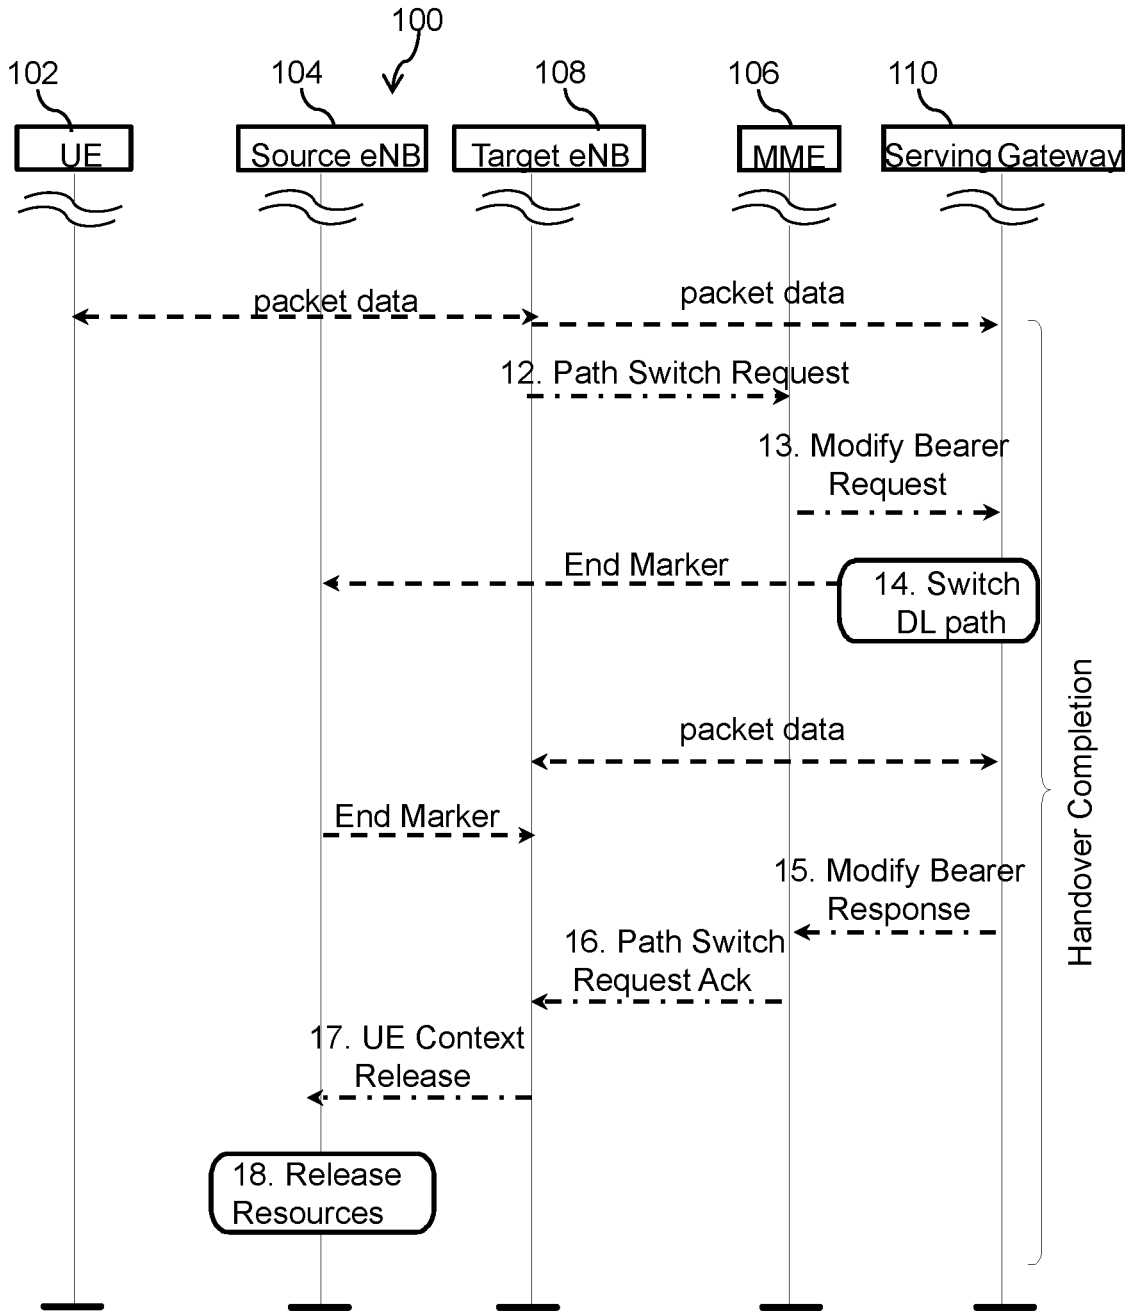 100
102
104
108
106
110
UE
Source eNB
Target eNB
MME
Serving Gateway
packet data
packet data
12. Path Switch Request
13. Modify Bearer
Request
End Marker
14. Switch
DL path
packet data
End Marker
15. Modify Bearer
Response
16. Path Switch
Request Ack
17. UE Context
Release
18. Release
Resources
Handover Completion